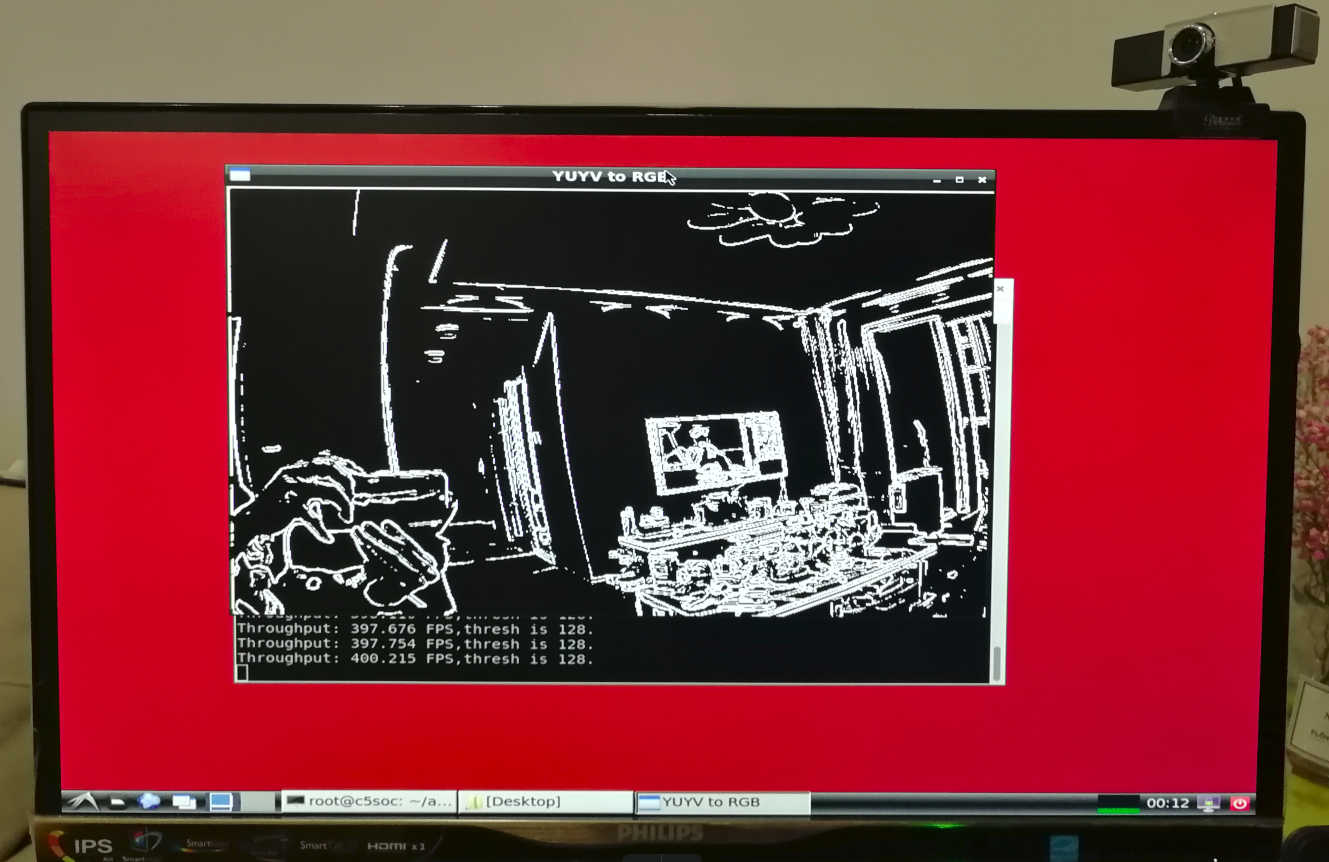 YUYV to RGB
Throughput: 397.676 FPS,thresh is 128.
Throughput: 397.754 FPS,thresh is 128.
Throughput: 400.215 FPS,thresh is 128.
root@c5soc: ~/a...
[Desktop]
YUYV to RGB
00:12
PHILIPS
IPS
Smart
Smart
HDMI x2